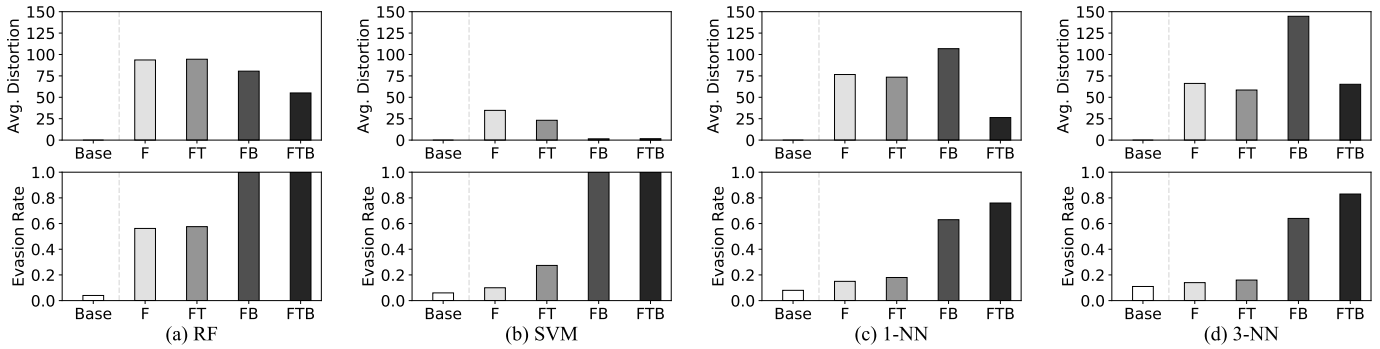 Avg. Distortion
150
125
100
75
50
25
0
Base F FT FB FTB
Avg. Distortion
150
125
100
75
50
25
0
Base F FT FB FTB
Avg. Distortion
150
125
100
75
50
25
0
Base F FT FB FTB
Avg. Distortion
150
125
100
75
50
25
0
Base F FT FB FTB
Evasion Rate
1.0
0.8
0.6
0.4
0.2
0.0
Base F FT FB FTB
(a) RF
Evasion Rate
1.0
0.8
0.6
0.4
0.2
0.0
Base F FT FB FTB
(b) SVM
Evasion Rate
1.0
0.8
0.6
0.4
0.2
0.0
Base F FT FB FTB
(c) 1-NN
Evasion Rate
1.0
0.8
0.6
0.4
0.2
0.0
Base F FT FB FTB
(d) 3-NN